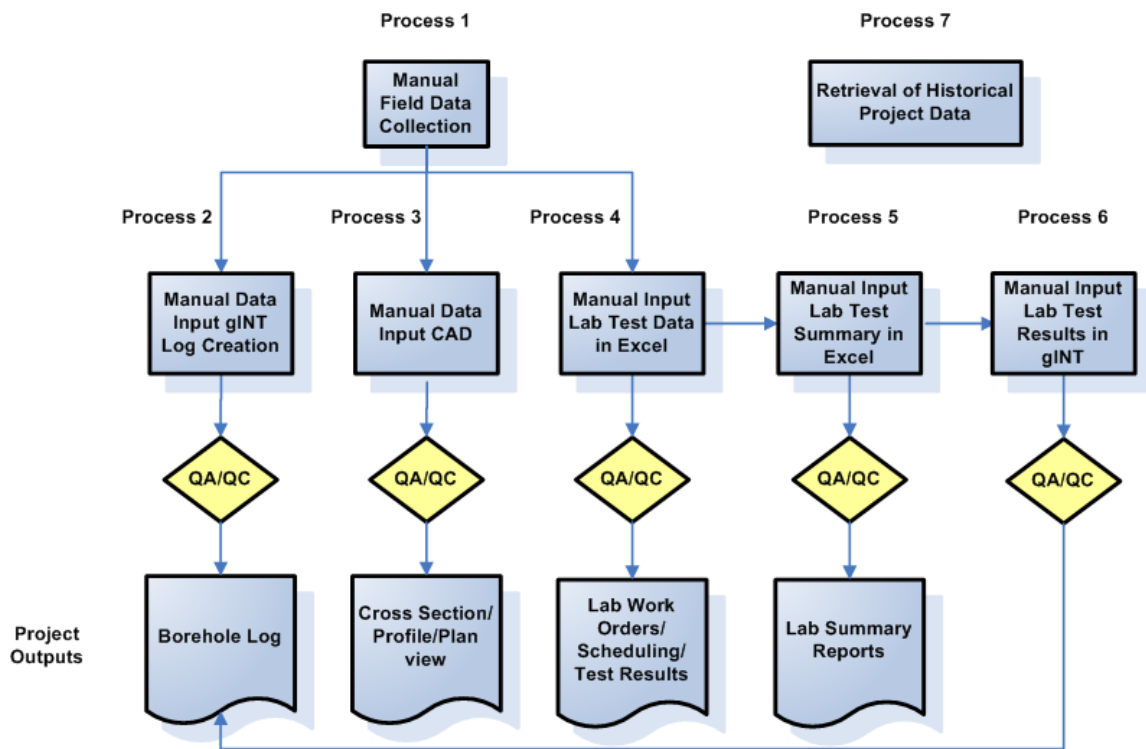 Process 1
Process 7
Manual
Field Data
Collection
Retrieval of Historical
Project Data
Process 2
Process 3
Process 4
Process 5
Process 6
Manual Data
Input gINT
Log Creation
Manual Data
Input CAD
Manual Input
Lab Test Data
in Excel
Manual Input
Lab Test
Summary in
Excel
Manual Input
Lab Test
Results in
gINT
QA/QC
QA/QC
QA/QC
QA/QC
QA/QC
Project
Outputs
Borehole Log
Cross Section/
Profile/Plan
view
Lab Work
Orders/
Scheduling/
Test Results
Lab Summary
Reports